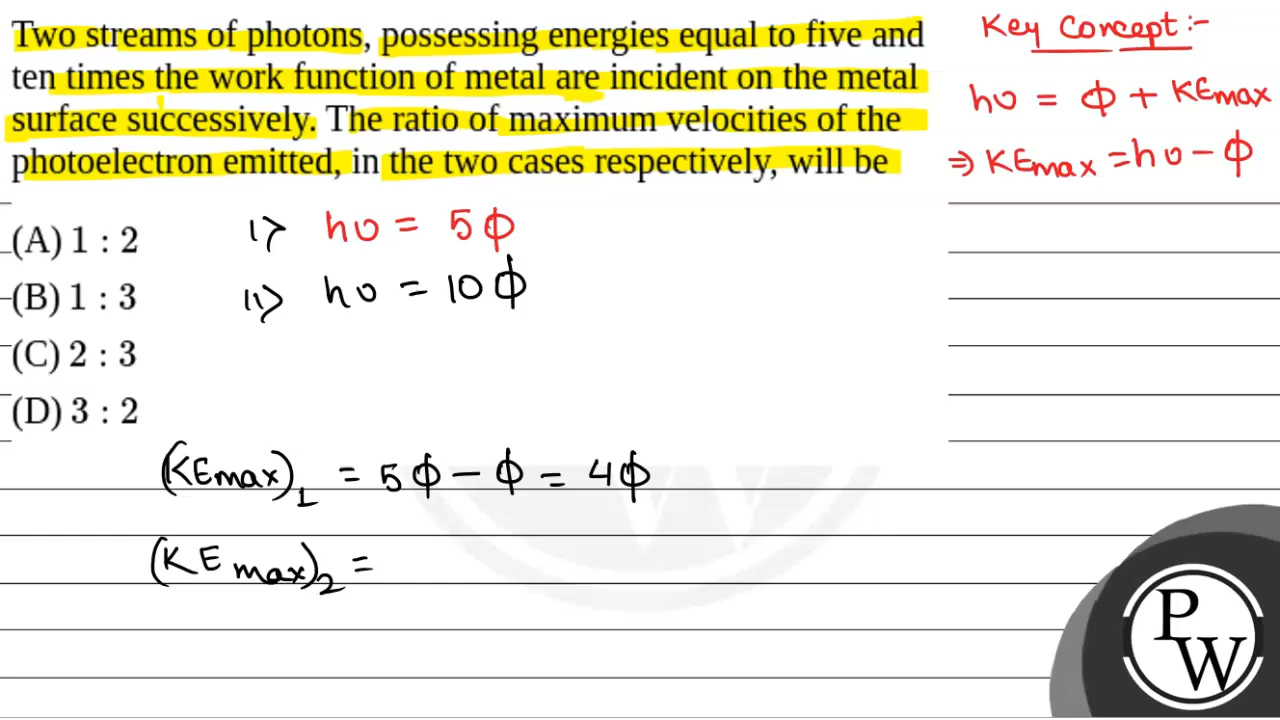 Two streams of photons, possessing energies equal to five and
ten times the work function of metal are incident on the metal
surface successively. The ratio of maximum velocities of the
photoelectron emitted, in the two cases respectively, will be
(A) 1 : 2
(B) 1 : 3
(C) 2 : 3
(D) 3 : 2
Key Concept :-
hυ = ϕ + KEmax
⇒ KEmax = hυ - ϕ
1> hυ = 5ϕ
11> hυ = 10ϕ
(KEmax)₁ = 5ϕ - ϕ = 4ϕ
(KEmax)₂ =
PW